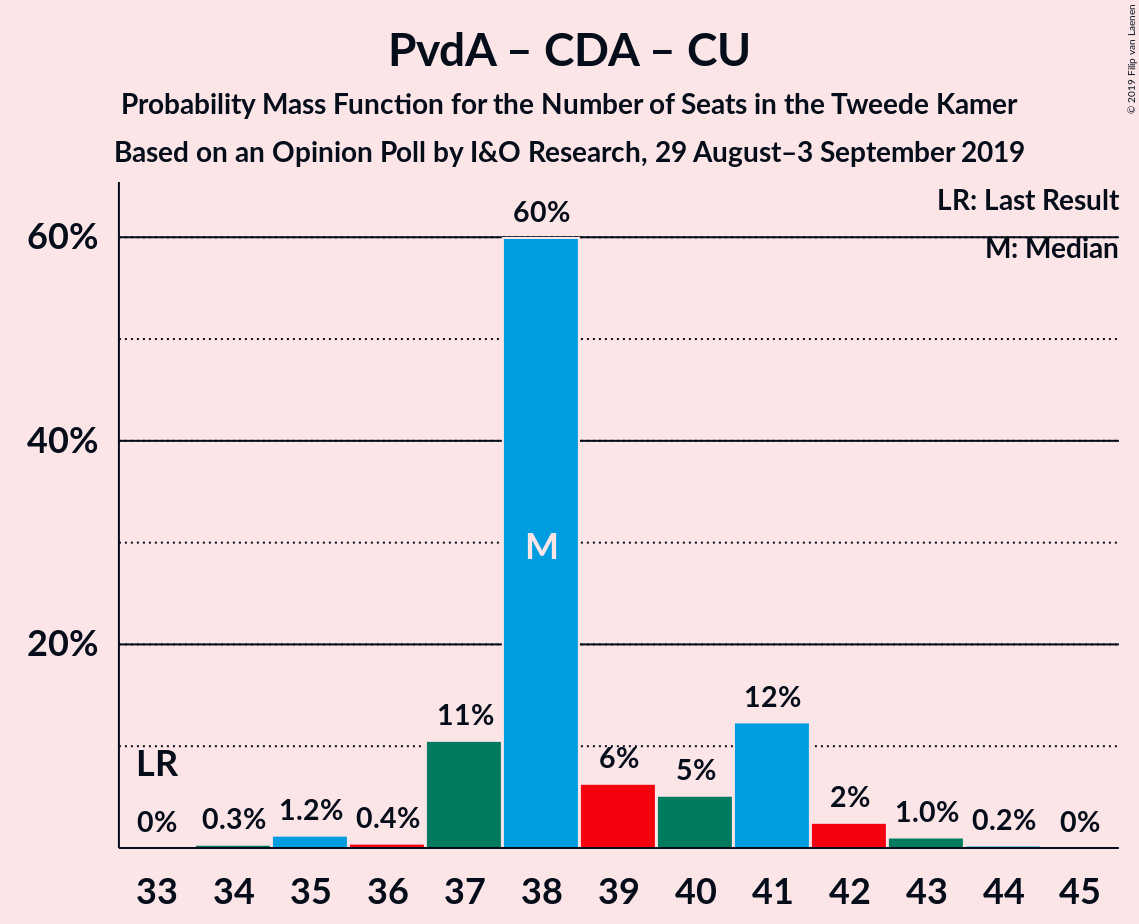 PvdA – CDA – CU
Probability Mass Function for the Number of Seats in the Tweede Kamer
Based on an Opinion Poll by I&O Research, 29 August–3 September 2019
© 2019 Filip van Laenen
LR: Last Result
M: Median
60%
40%
20%
LR
0%
0.3%
1.2%
0.4%
11%
60%
M
6%
5%
12%
2%
1.0%
0.2%
0%
33 34 35 36 37 38 39 40 41 42 43 44 45